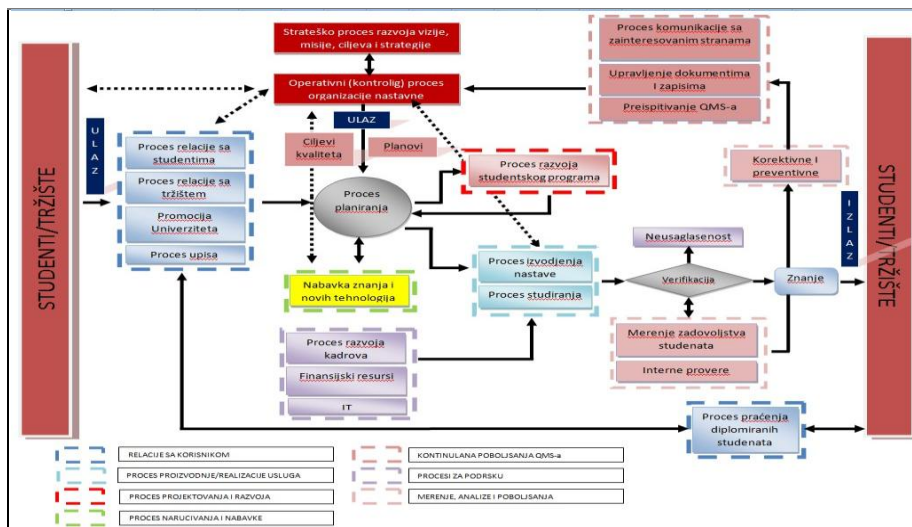 Strateško proces razvoja vizije,
misije, ciljeva i strategije
Operativni (kontrolig) proces
organizacije nastavne
Proces komunikacije sa
zainteresovanim stranama
Upravljenje dokumentima
I zapisima
Preispitivanje QMS-a
STUDENTI/TRŽIŠTE
ULAZ
ULAZ
Ciljevi
kvaliteta
Planovi
Proces relacije sa
studentima
Proces relacije sa
tržištem
Promocija
Univerziteta
Proces upisa
Proces
planiranja
Proces razvoja
studentskog programa
Korektivne I
preventivne
IZLAZ
STUDENTI/TRŽIŠTE
Neusaglasenost
Proces izvodjenja
nastave
Proces studiranja
Verifikacija
Znanje
Nabavka znanja i
novih tehnologija
Merenje zadovoljstva
studenata
Interne provere
Proces razvoja
kadrova
Finansijski resursi
IT
Proces praćenja
diplomiranih
studenata
RELACIJE SA KORISNIKOM
KONTINULANA POBOLJSANJA QMS-a
PROCES PROIZVODNJE/REALIZACIJE USLUGA
PROCESI ZA PODRSKU
PROCES PROJEKTOVANJA I RAZVOJA
MERENJE, ANALIZE I POBOLJSANJA
PROCES NARUCIVANJA I NABAVKE